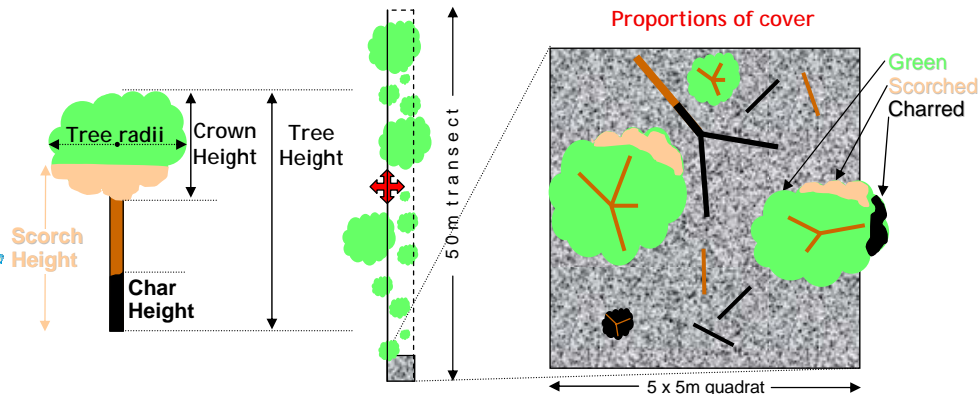 Proportions of cover
Tree radii
Crown
Height
Tree
Height
Scorch
Height
Char
Height
50m transect
Green
Scorched
Charred
5 x 5m quadrat